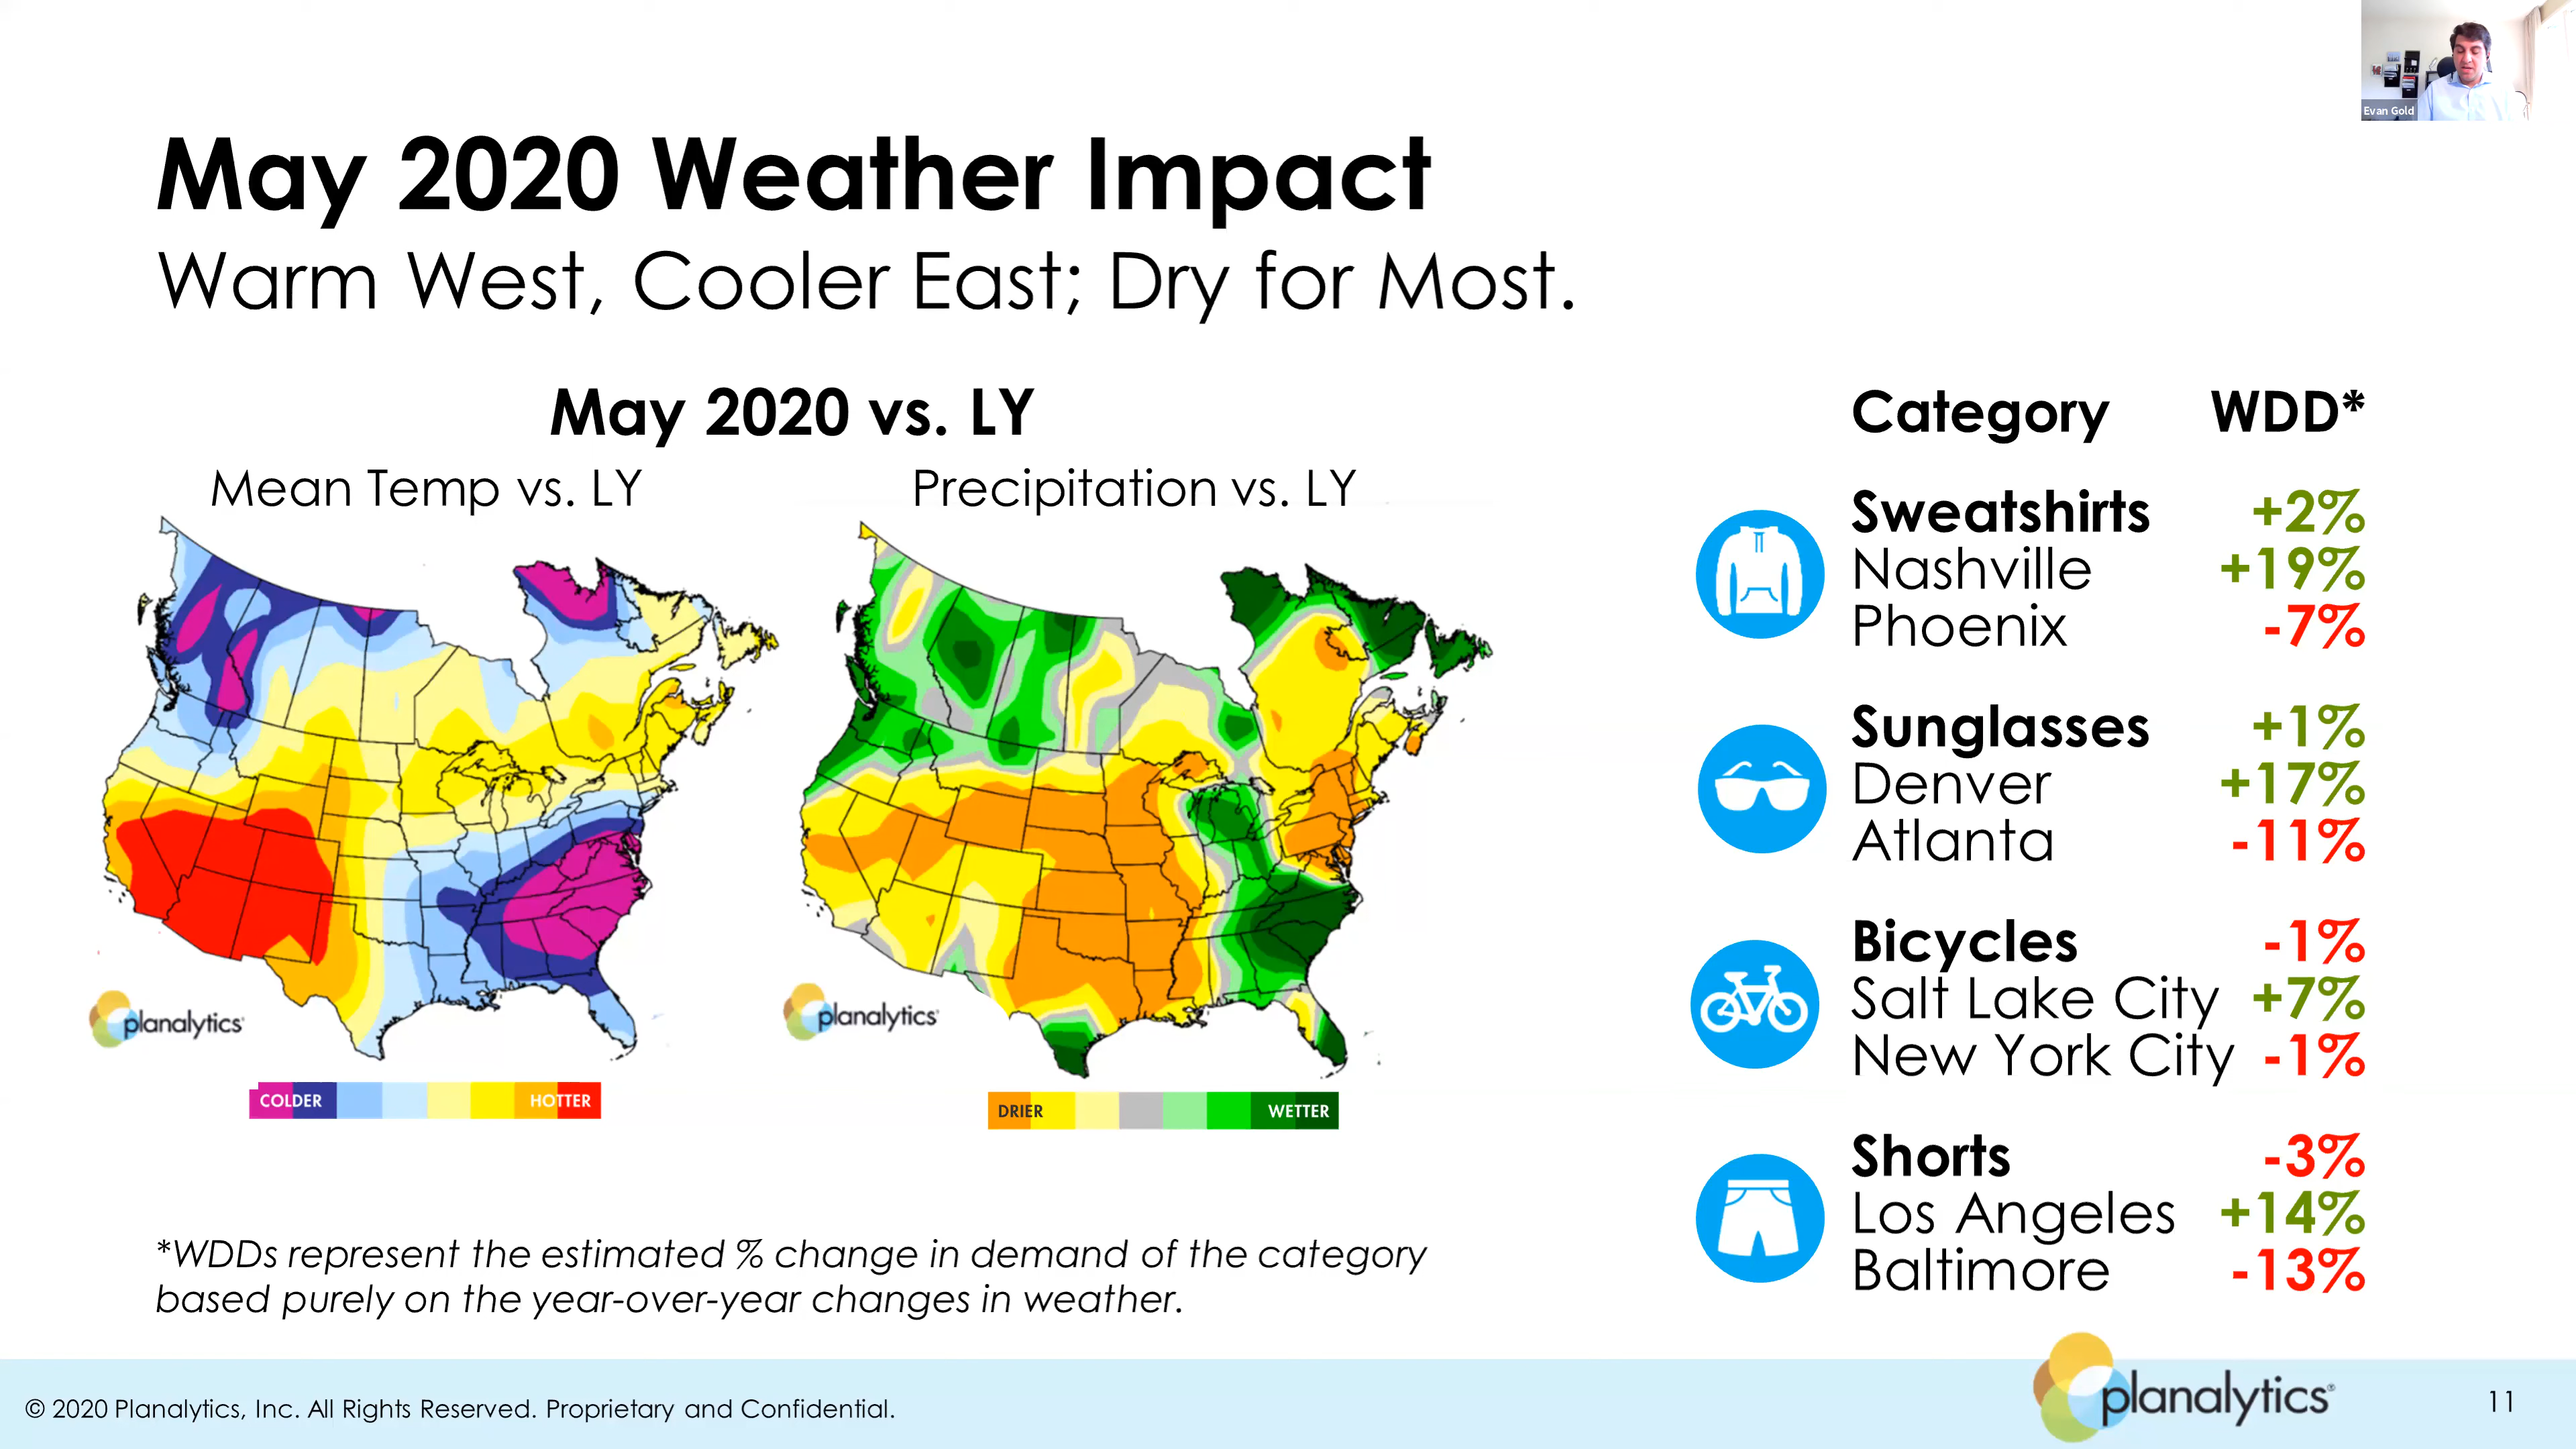 Evan Gold
May 2020 Weather Impact
Warm West, Cooler East; Dry for Most.
May 2020 vs. LY
Mean Temp vs. LY
Precipitation vs. LY
planalytics
COLDER
HOTTER
planalytics
DRIER
WETTER
*WDDs represent the estimated % change in demand of the category
based purely on the year-over-year changes in weather.
Category WDD*
Sweatshirts +2%
Nashville +19%
Phoenix -7%
Sunglasses +1%
Denver +17%
Atlanta -11%
Bicycles -1%
Salt Lake City +7%
New York City -1%
Shorts -3%
Los Angeles +14%
Baltimore -13%
© 2020 Planalytics, Inc. All Rights Reserved. Proprietary and Confidential.
planalytics®
11